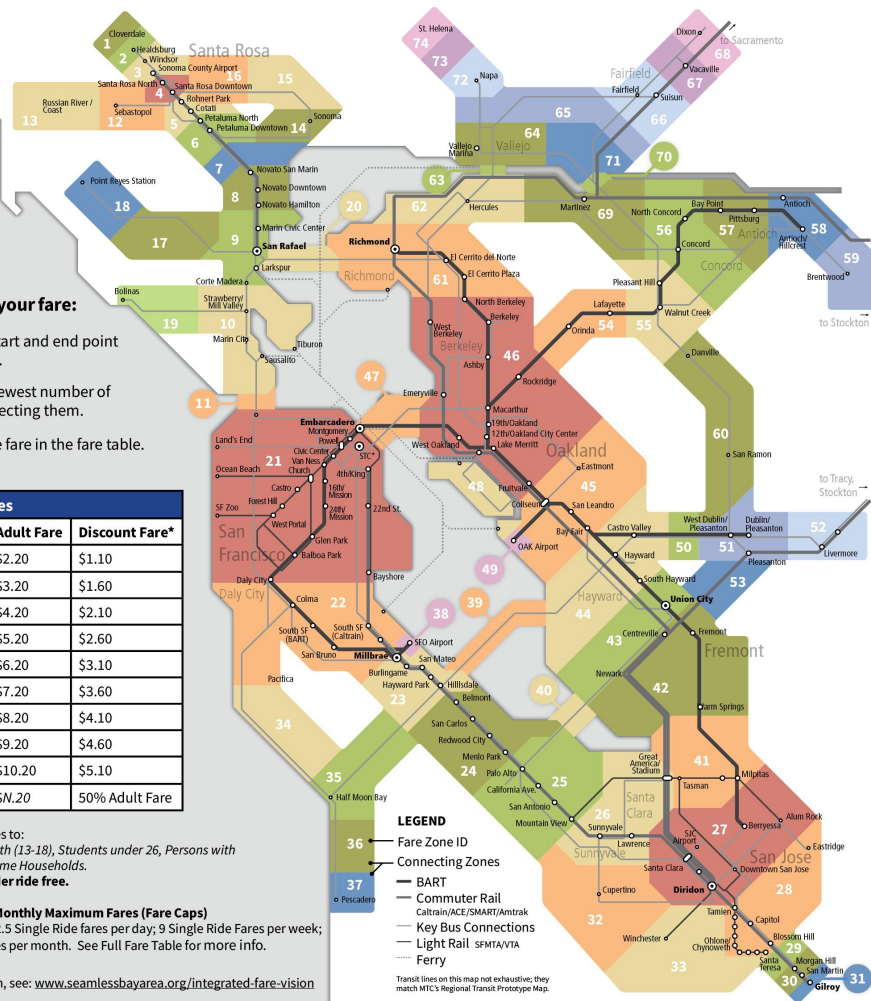 Cloverdale
1
Healdsburg
2
Windsor
3
Sonoma County Airport
Santa Rosa
Santa Rosa North
4
Santa Rosa Downtown
16
15
Rohnert Park
Cotati
Russian River /
Coast
13
Sebastopol
12
5
Petaluma North
Petaluma Downtown
14
Sonoma
6
7
Novato San Marin
Point Reyes Station
18
8
Novato Downtown
Novato Hamilton
17
9
Marin Civic Center
San Rafael
Larkspur
Corte Madera
Bolinas
19
Strawberry/
Mill Valley
10
Marin City
Tiburon
Sausalito
11
20
St. Helena
74
73
72
Napa
Dixon
to Sacramento
68
Vacaville
67
Fairfield
Fairfield
Suisun
66
65
64
Vallejo
Marina
Vallejo
71
70
63
62
Hercules
Martinez
69
Richmond
Richmond
El Cerrito del Norte
61
El Cerrito Plaza
North Berkeley
Berkeley
West
Berkeley
Berkeley
46
Ashby
Rockridge
Emeryville
Macarthur
19th/Oakland
12th/Oakland City Center
Lake Merritt
West Oakland
Oakland
47
North Concord
Bay Point
Pittsburg
56
57
Antioch
Antioch
Antioch/
Hillcrest
58
59
Brentwood
to Stockton
Concord
Concord
Pleasant Hill
Walnut Creek
Lafayette
54
55
Orinda
Danville
60
San Ramon
to Tracy,
Stockton
Eastmont
45
48
Fruitvale
Coliseum
San Leandro
OAK Airport
49
Bay Fair
Castro Valley
West Dublin/
Pleasanton
Dublin/
Pleasanton
50
51
52
Pleasanton
Livermore
53
Hayward
South Hayward
Hayward
44
Union City
43
Centreville
Fremont
Fremont
Newark
42
Warm Springs
Embarcadero
Montgomery
Powell
Civic Center
Van Ness
Church
STC*
4th/King
Land's End
21
Ocean Beach
Castro
16th/
Mission
Forest Hill
24th/
Mission
22nd St.
SF Zoo
West Portal
San
Francisco
Glen Park
Balboa Park
Daly City
Daly City
Bayshore
Colma
22
South SF
(BART)
South SF
(Caltrain)
38
39
SFO Airport
San Bruno
Millbrae
San Mateo
Burlingame
Hayward Park
Hilllsdale
Pacifica
23
Belmont
40
34
San Carlos
Redwood City
24
Menlo Park
Palo Alto
25
California Ave.
San Antonio
Mountain View
35
Half Moon Bay
36
37
Pescadero
Great
America/
Stadium
41
Tasman
Milpitas
Santa
Clara
26
Sunnyvale
Sunnyvale
Lawrence
27
SJC
Airport
Berryessa
Alum Rock
Eastridge
Santa Clara
San Jose
Downtown San Jose
Diridon
28
Cupertino
32
Tamien
Capitol
Winchester
Ohlone/
Chynoweth
Blossom Hill
33
Santa
Teresa
29
Morgan Hill
San Martin
30
Gilroy
31
LEGEND
Fare Zone ID
Connecting Zones
BART
Commuter Rail
Caltrain/ACE/SMART/Amtrak
Key Bus Connections
Light Rail SFMTA/VTA
Ferry
Transit lines on this map not exhaustive; they
match MTC's Regional Transit Prototype Map.
your fare:
tart and end point
ewest number of
ecting them.
e fare in the fare table.
es
Adult Fare Discount Fare*
$2.20 $1.10
$3.20 $1.60
$4.20 $2.10
$5.20 $2.60
$6.20 $3.10
$7.20 $3.60
$8.20 $4.10
$9.20 $4.60
$10.20 $5.10
$N.20 50% Adult Fare
es to:
th (13-18), Students under 26, Persons with
me Households.
der ride free.
Monthly Maximum Fares (Fare Caps)
2.5 Single Ride fares per day; 9 Single Ride Fares per week;
es per month. See Full Fare Table for more info.
n, see: www.seamlessbayarea.org/integrated-fare-vision